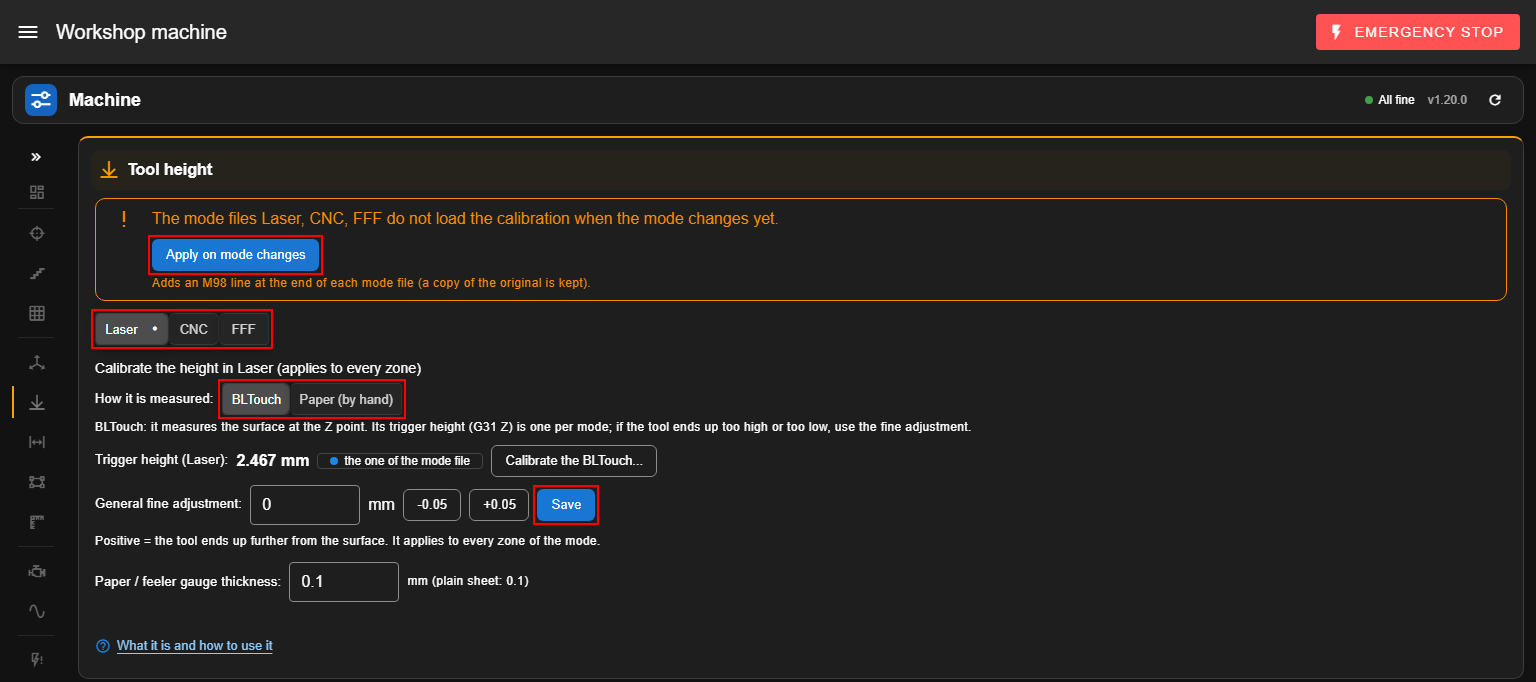 Workshop machine
EMERGENCY STOP
Machine
All fine v1.20.0
Tool height
! The mode files Laser, CNC, FFF do not load the calibration when the mode changes yet.
Apply on mode changes
Adds an M98 line at the end of each mode file (a copy of the original is kept).
Laser • CNC FFF
Calibrate the height in Laser (applies to every zone)
How it is measured: BLTouch Paper (by hand)
BLTouch: it measures the surface at the Z point. Its trigger height (G31 Z) is one per mode; if the tool ends up too high or too low, use the fine adjustment.
Trigger height (Laser): 2.467 mm the one of the mode file Calibrate the BLTouch...
General fine adjustment: 0 mm -0.05 +0.05 Save
Positive = the tool ends up further from the surface. It applies to every zone of the mode.
Paper / feeler gauge thickness: 0.1 mm (plain sheet: 0.1)
? What it is and how to use it